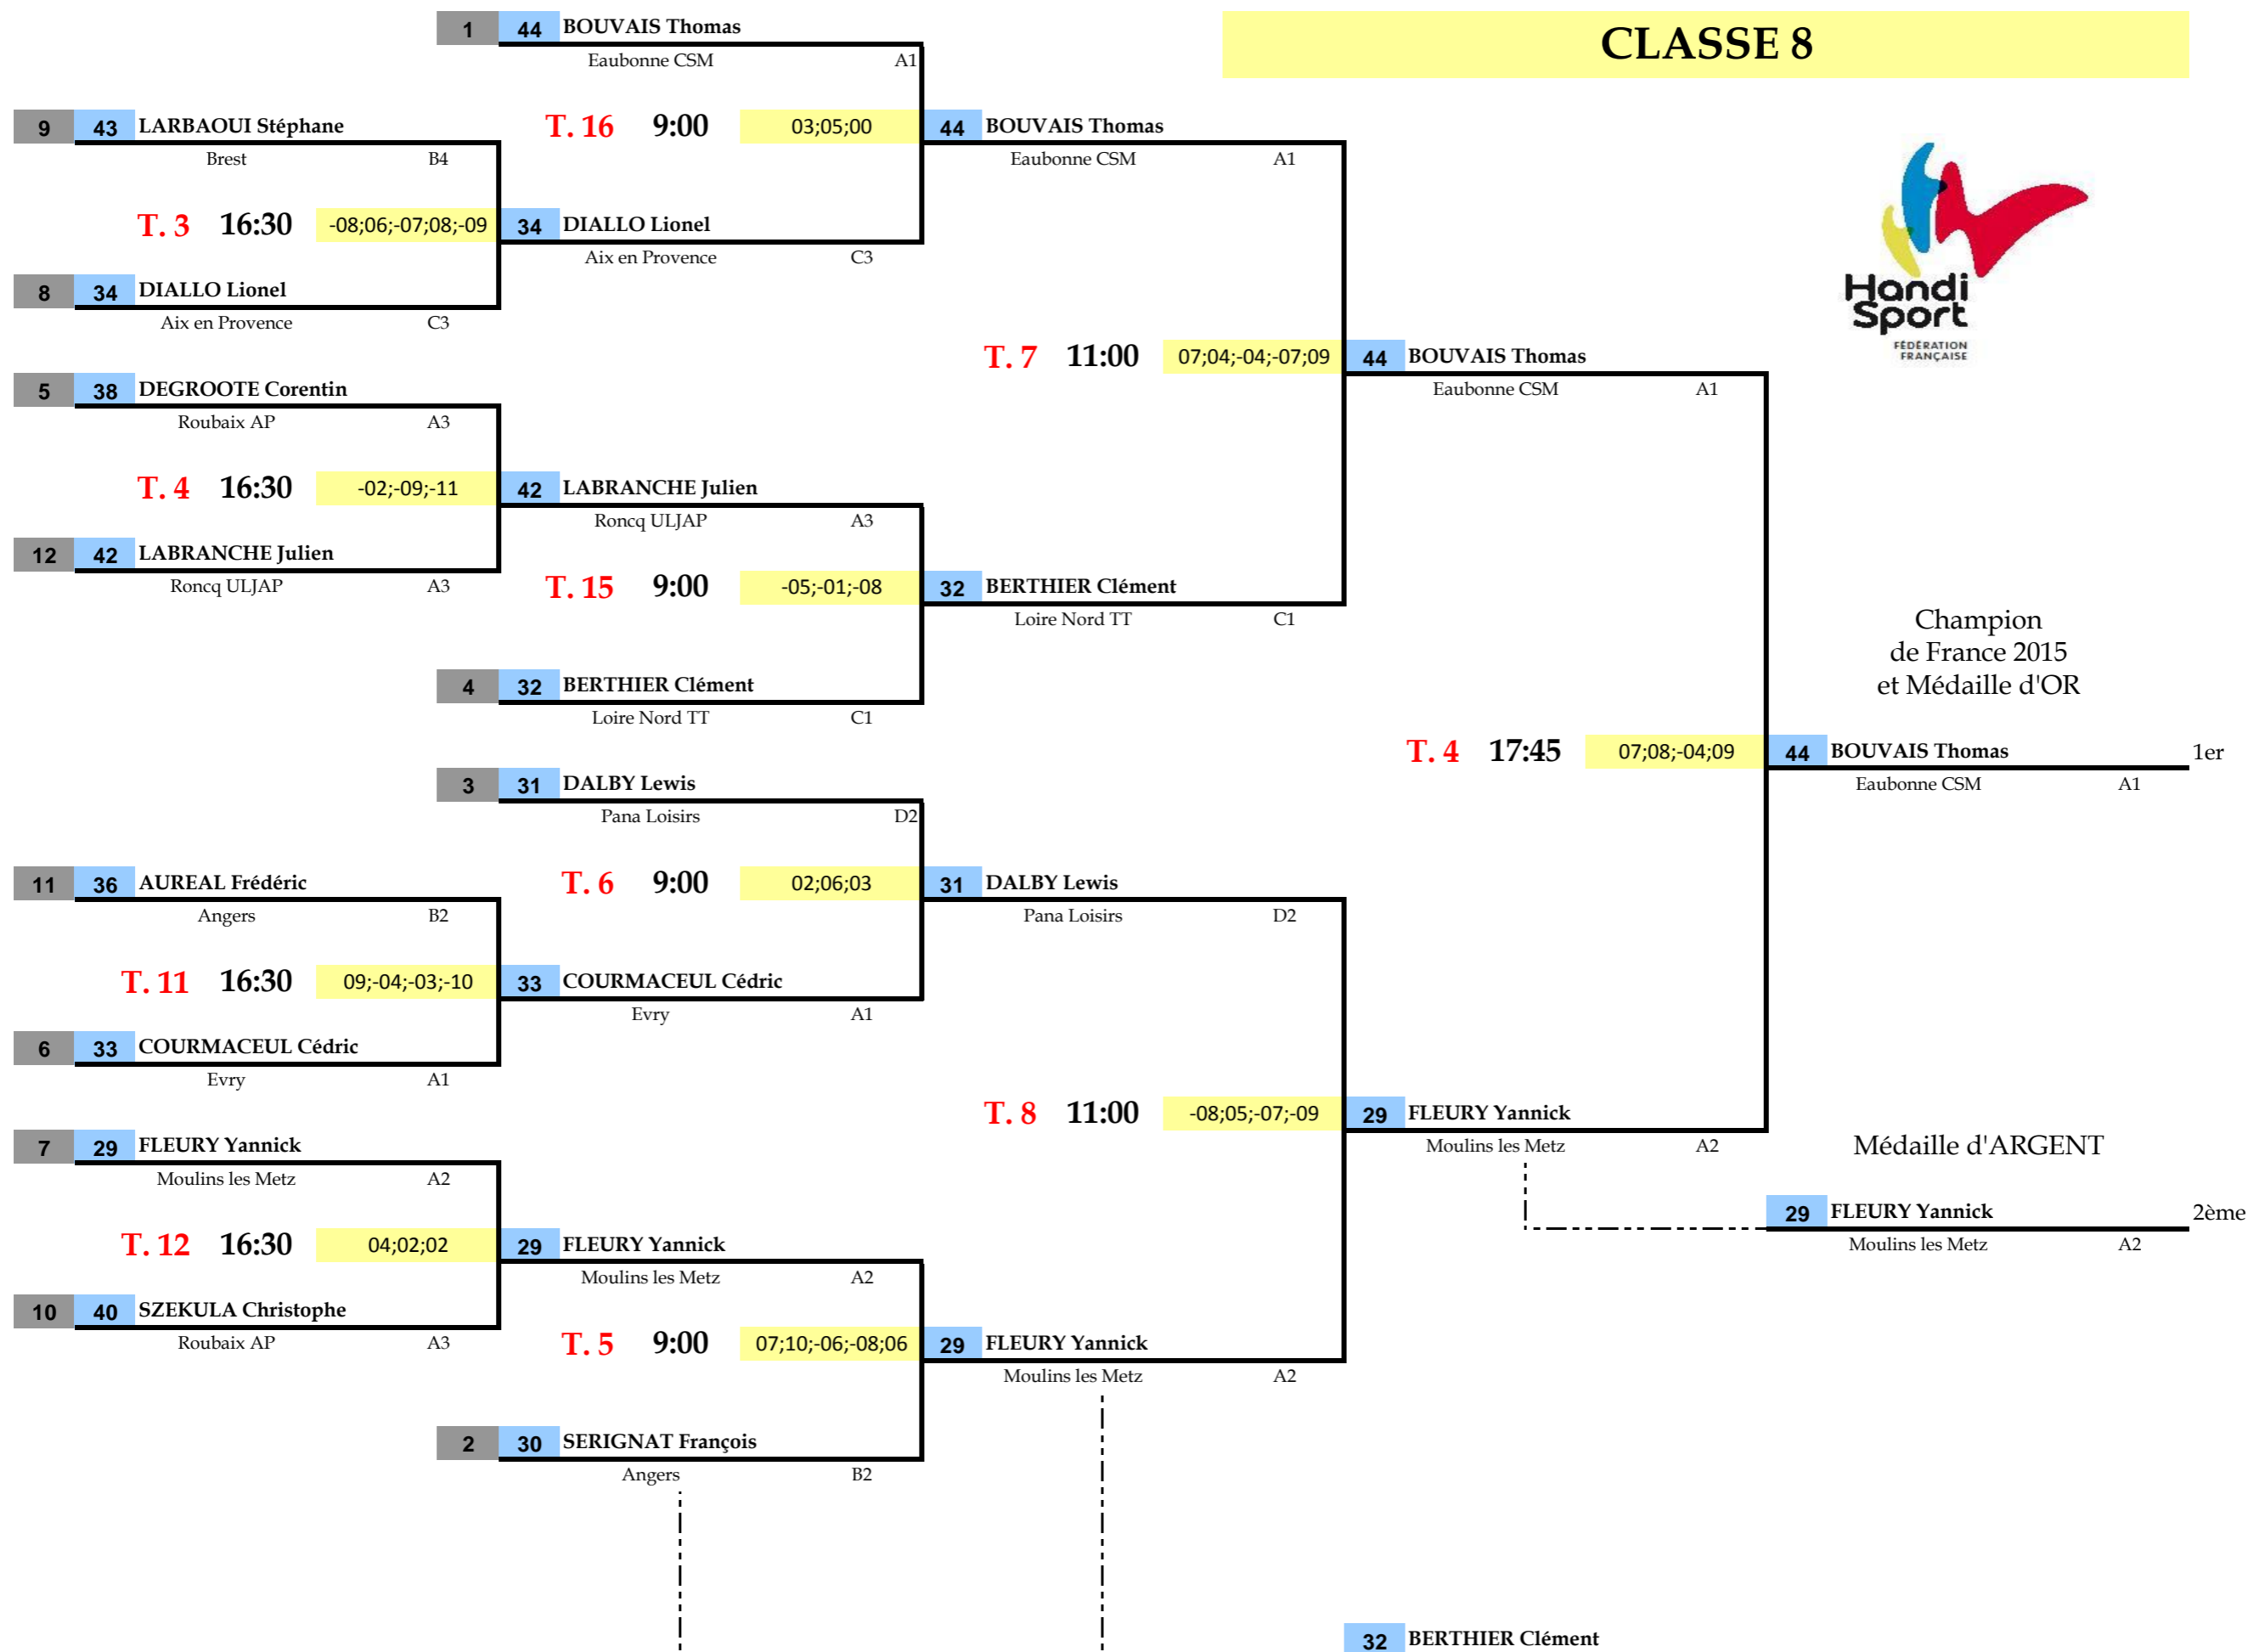 1 44 BOUVAIS Thomas
Eaubonne CSM A1
CLASSE 8
9 43 LARBAOUI Stéphane
Brest B4
T. 16 9:00 03;05;00
44 BOUVAIS Thomas
Eaubonne CSM A1
T. 3 16:30 -08;06;-07;08;-09
34 DIALLO Lionel
Aix en Provence C3
8 34 DIALLO Lionel
Aix en Provence C3
Handi
Sport
FÉDÉRATION
FRANÇAISE
T. 7 11:00 07;04;-04;-07;09
44 BOUVAIS Thomas
Eaubonne CSM A1
5 38 DEGROOTE Corentin
Roubaix AP A3
T. 4 16:30 -02;-09;-11
42 LABRANCHE Julien
Roncq ULJAP A3
12 42 LABRANCHE Julien
Roncq ULJAP A3
T. 15 9:00 -05;-01;-08
32 BERTHIER Clément
Loire Nord TT C1
4 32 BERTHIER Clément
Loire Nord TT C1
Champion
de France 2015
et Médaille d'OR
T. 4 17:45 07;08;-04;09
44 BOUVAIS Thomas 1er
Eaubonne CSM A1
3 31 DALBY Lewis
Pana Loisirs D2
11 36 AUREAL Frédéric
Angers B2
T. 6 9:00 02;06;03
31 DALBY Lewis
Pana Loisirs D2
T. 11 16:30 09;-04;-03;-10
33 COURMACEUL Cédric
Evry A1
6 33 COURMACEUL Cédric
Evry A1
T. 8 11:00 -08;05;-07;-09
29 FLEURY Yannick
Moulins les Metz A2
7 29 FLEURY Yannick
Moulins les Metz A2
Médaille d'ARGENT
29 FLEURY Yannick 2ème
Moulins les Metz A2
T. 12 16:30 04;02;02
29 FLEURY Yannick
Moulins les Metz A2
10 40 SZEKULA Christophe
Roubaix AP A3
T. 5 9:00 07;10;-06;-08;06
29 FLEURY Yannick
Moulins les Metz A2
2 30 SERIGNAT François
Angers B2
32 BERTHIER Clément